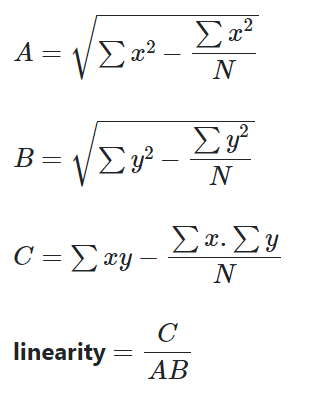 A = √(∑ x² − (∑ x²)/N)
B = √(∑ y² − (∑ y²)/N)
C = ∑ xy − (∑ x. ∑ y)/N
linearity = C/(AB)